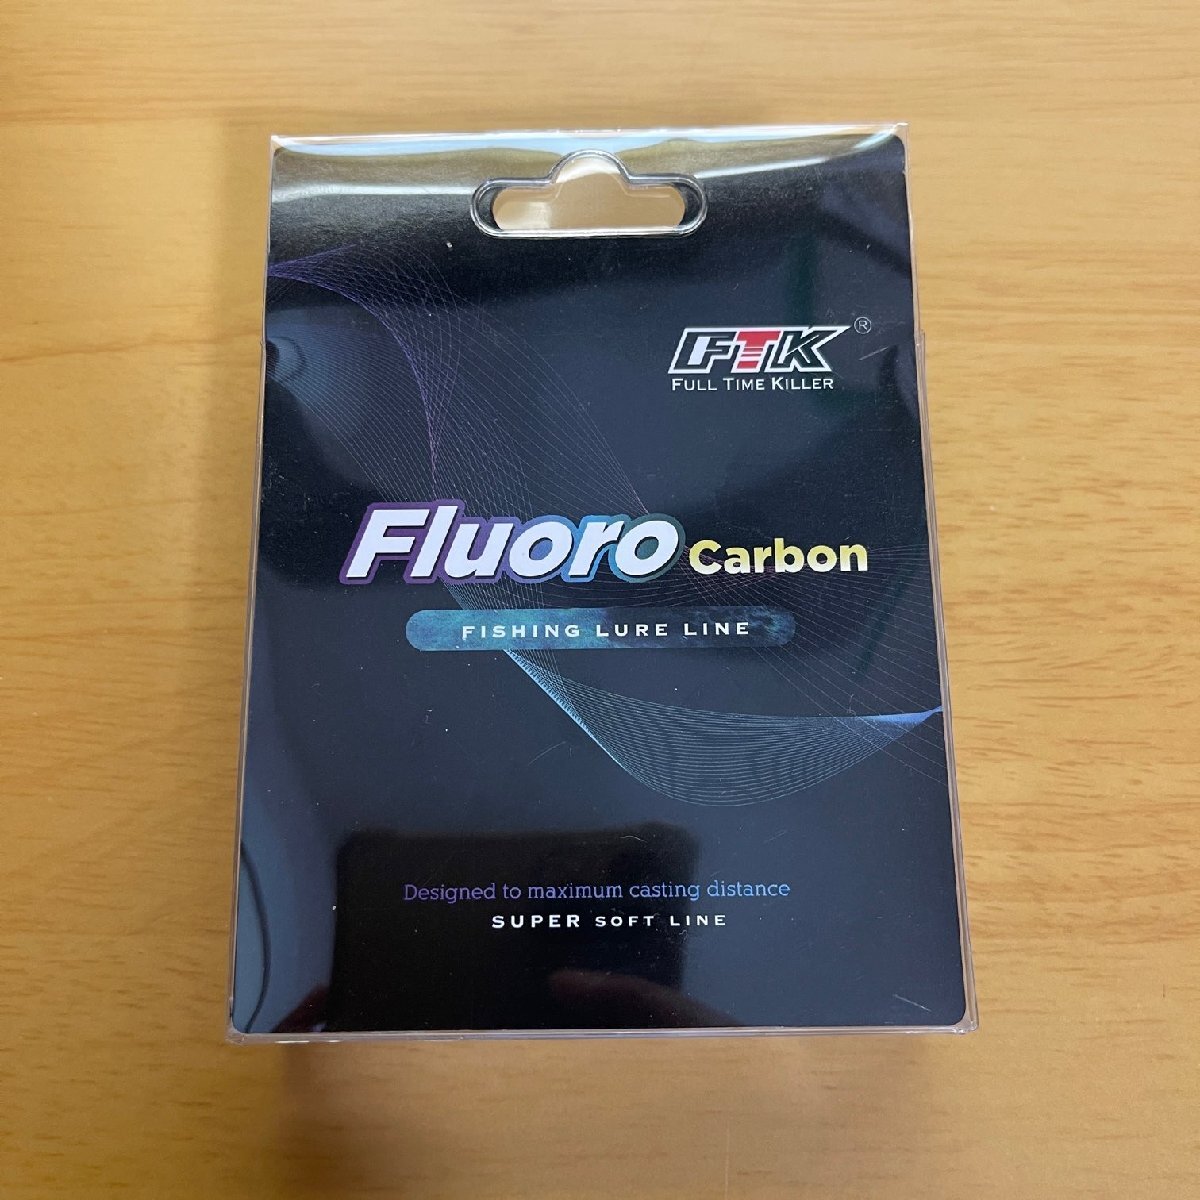 FTK®
FULL TIME KILLER
Fluoro Carbon
FISHING LURE LINE
Designed to maximum casting distance
SUPER SOFT LINE